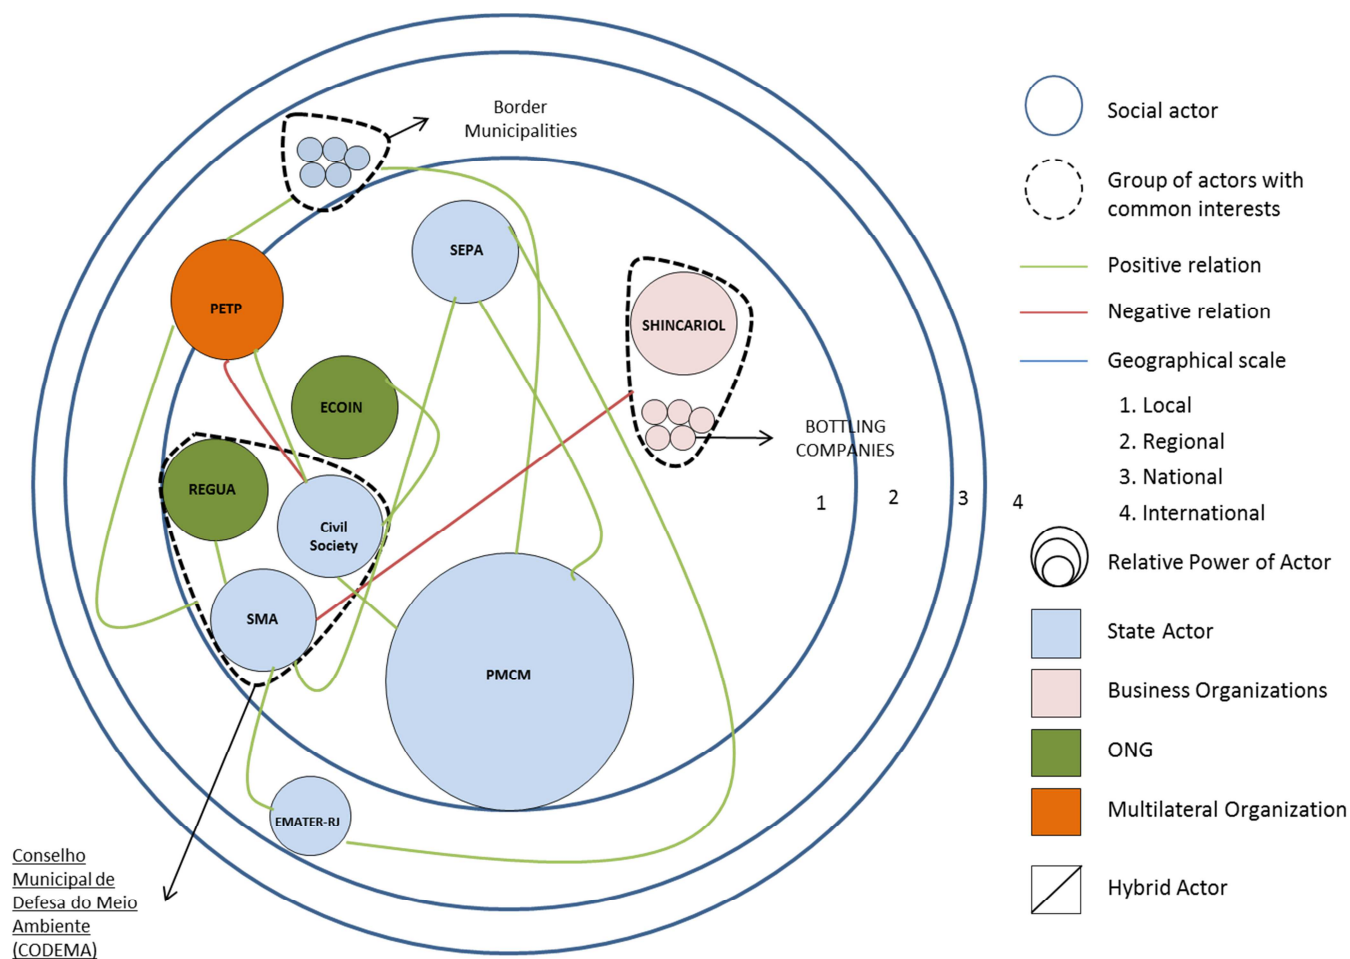 Border
Municipalities
SEPA
PETP
SHINCARIOL
ECOIN
BOTTLING
COMPANIES
REGUA
Civil
Society
SMA
PMCM
EMATER-RJ
1
2
3
4
Conselho
Municipal de
Defesa do Meio
Ambiente
(CODEMA)
Social actor
Group of actors with
common interests
Positive relation
Negative relation
Geographical scale
1. Local
2. Regional
3. National
4. International
Relative Power of Actor
State Actor
Business Organizations
ONG
Multilateral Organization
Hybrid Actor